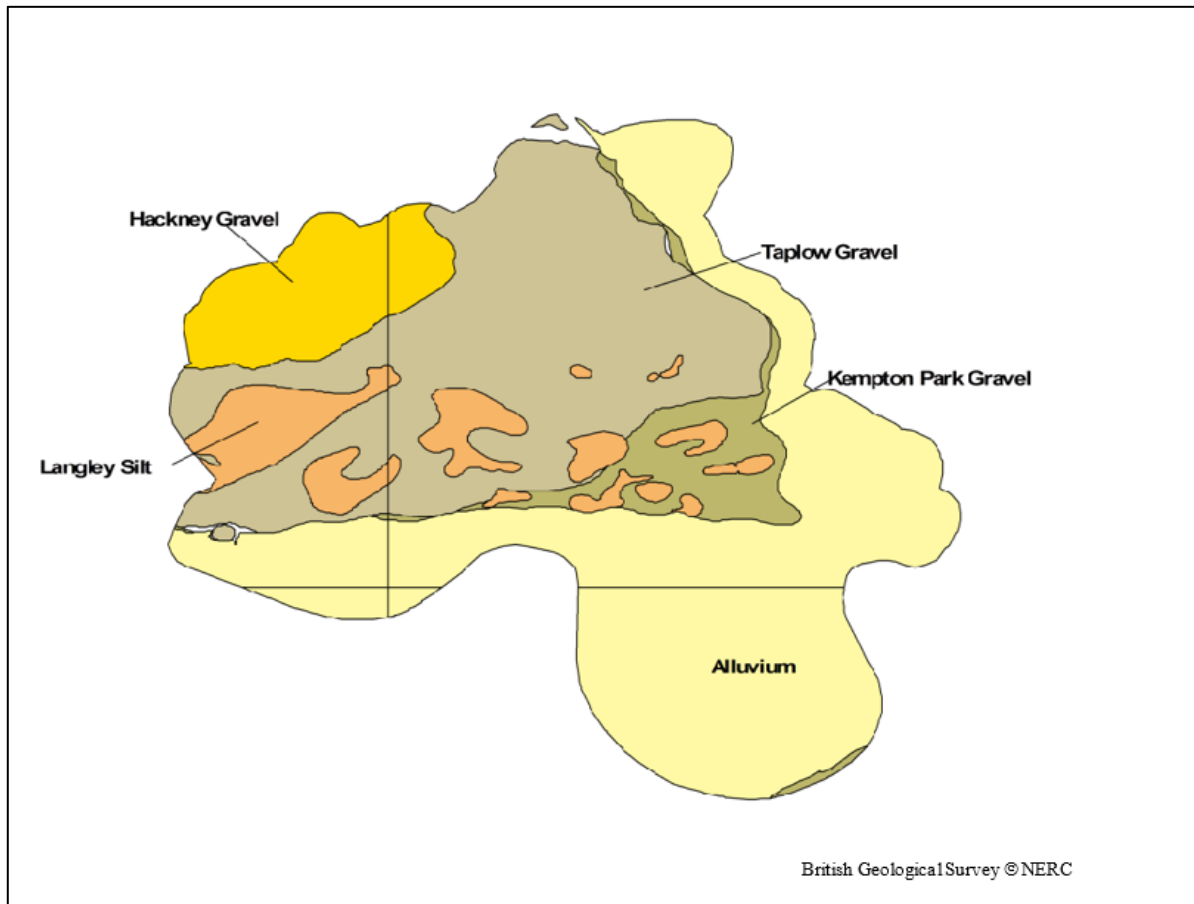 Hackney Gravel
Taplow Gravel
Kempton Park Gravel
Langley Silt
Alluvium
British Geological Survey © NERC